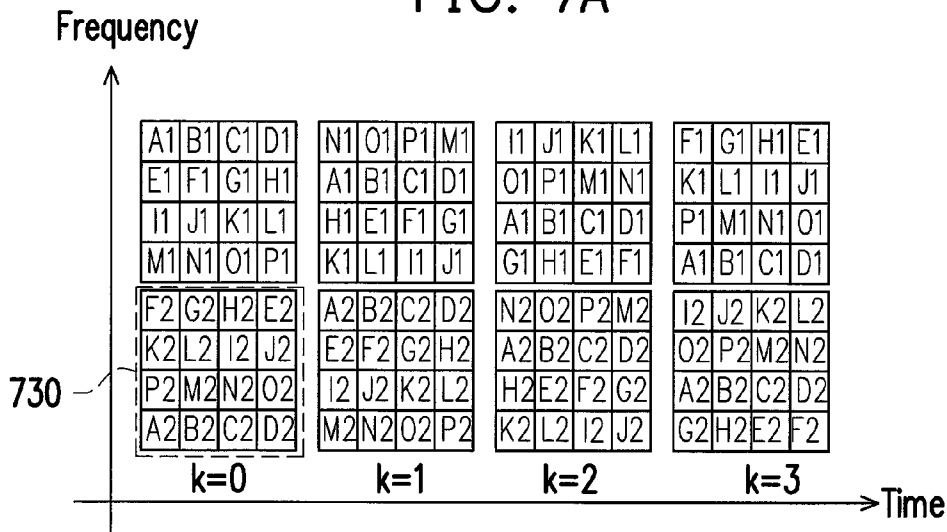 FIG. 7A
Frequency
A1 B1 C1 D1 N1 O1 P1 M1 I1 J1 K1 L1 F1 G1 H1 E1
E1 F1 G1 H1 A1 B1 C1 D1 O1 P1 M1 N1 K1 L1 I1 J1
I1 J1 K1 L1 H1 E1 F1 G1 A1 B1 C1 D1 P1 M1 N1 O1
M1 N1 O1 P1 K1 L1 I1 J1 G1 H1 E1 F1 A1 B1 C1 D1
F2 G2 H2 E2 A2 B2 C2 D2 N2 O2 P2 M2 I2 J2 K2 L2
K2 L2 I2 J2 E2 F2 G2 H2 A2 B2 C2 D2 O2 P2 M2 N2
730 P2 M2 N2 O2 I2 J2 K2 L2 H2 E2 F2 G2 A2 B2 C2 D2
A2 B2 C2 D2 M2 N2 O2 P2 K2 L2 I2 J2 G2 H2 E2 F2
k=0 k=1 k=2 k=3
Time